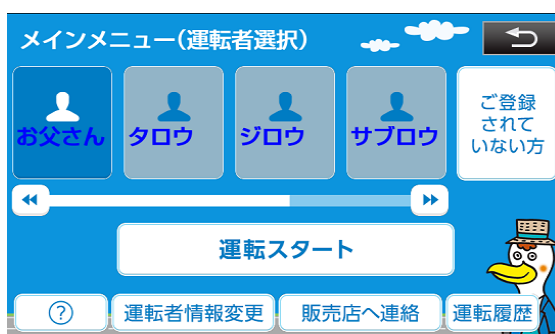 メインメニュー(運転者選択)
お父さん
タロウ
ジロウ
サブロウ
ご登録
されて
いない方
運転スタート
?
運転者情報変更
販売店へ連絡
運転履歴